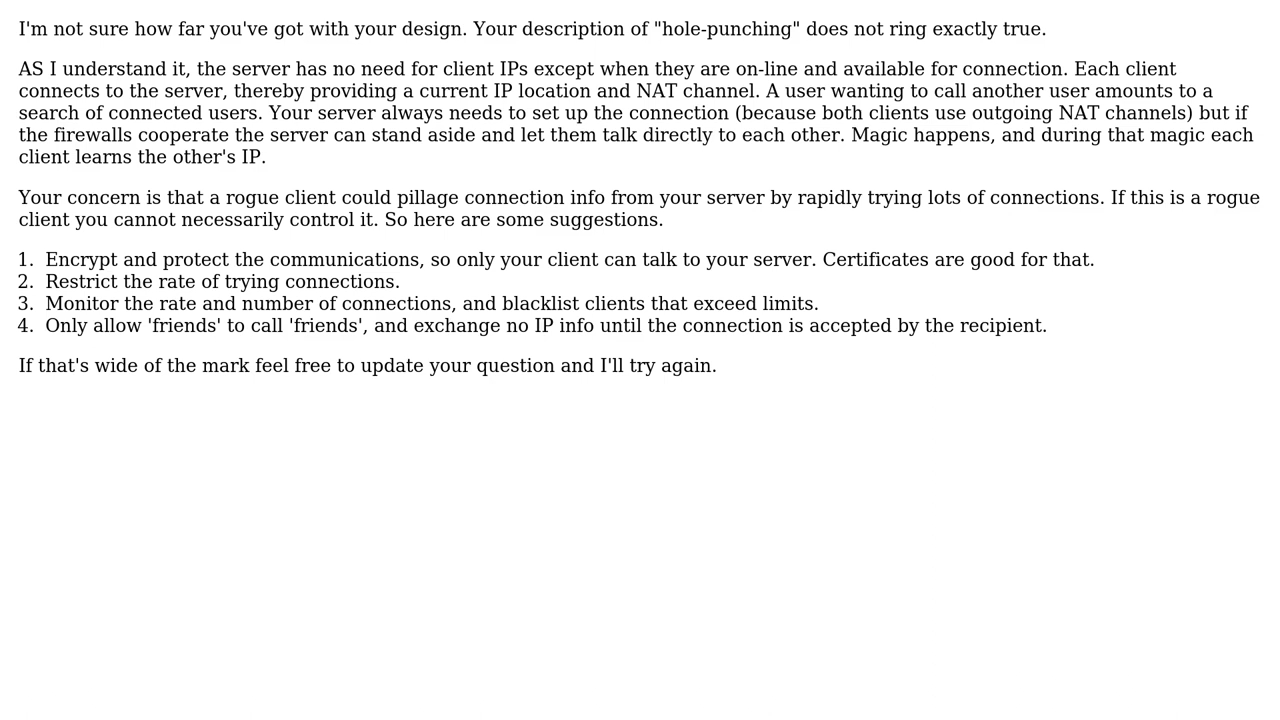 I'm not sure how far you've got with your design. Your description of "hole-punching" does not ring exactly true.
AS I understand it, the server has no need for client IPs except when they are on-line and available for connection. Each client
connects to the server, thereby providing a current IP location and NAT channel. A user wanting to call another user amounts to a
search of connected users. Your server always needs to set up the connection (because both clients use outgoing NAT channels) but if
the firewalls cooperate the server can stand aside and let them talk directly to each other. Magic happens, and during that magic each
client learns the other's IP.
Your concern is that a rogue client could pillage connection info from your server by rapidly trying lots of connections. If this is a rogue
client you cannot necessarily control it. So here are some suggestions.
1. Encrypt and protect the communications, so only your client can talk to your server. Certificates are good for that.
2. Restrict the rate of trying connections.
3. Monitor the rate and number of connections, and blacklist clients that exceed limits.
4. Only allow 'friends' to call 'friends', and exchange no IP info until the connection is accepted by the recipient.
If that's wide of the mark feel free to update your question and I'll try again.